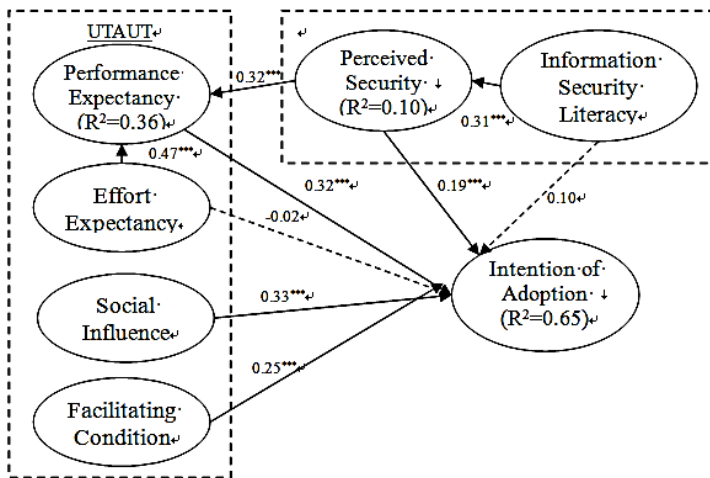 UTAUT
Performance
Expectancy
(R²=0.36)
0.32***
Perceived
Security
(R²=0.10)
Information
Security
Literacy
0.31***
0.47***
Effort
Expectancy
0.32***
0.19***
0.10
-0.02
Intention of
Adoption
(R²=0.65)
Social
Influence
0.33***
0.25***
Facilitating
Condition